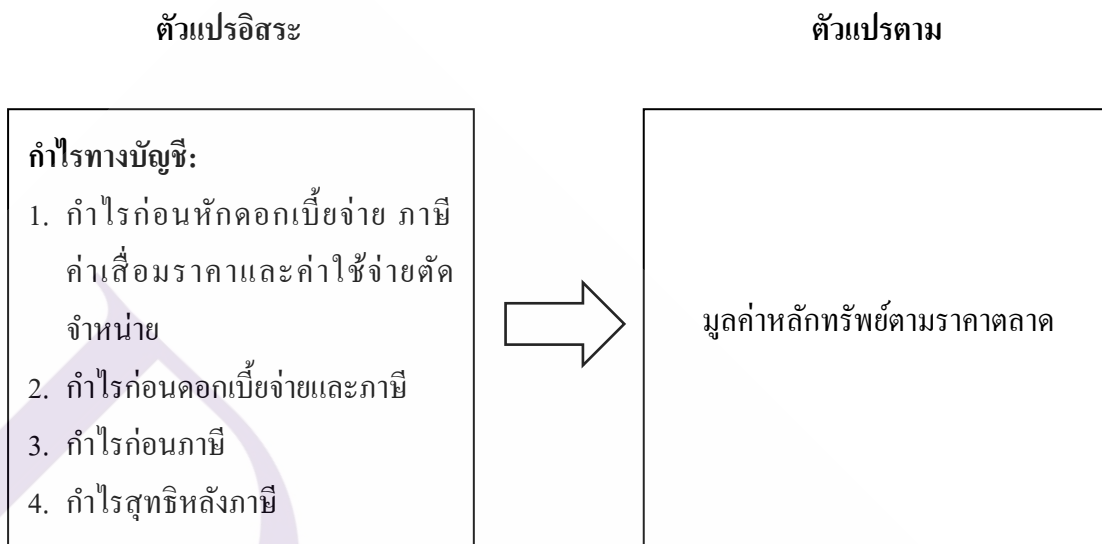 ตัวแปรอิสระ
ตัวแปรตาม
กำไรทางบัญชี:
1. กำไรก่อนหักดอกเบี้ยจ่าย ภาษี
ค่าเสื่อมราคาและค่าใช้จ่ายตัด
จำหน่าย
2. กำไรก่อนดอกเบี้ยจ่ายและภาษี
3. กำไรก่อนภาษี
4. กำไรสุทธิหลังภาษี
มูลค่าหลักทรัพย์ตามราคาตลาด